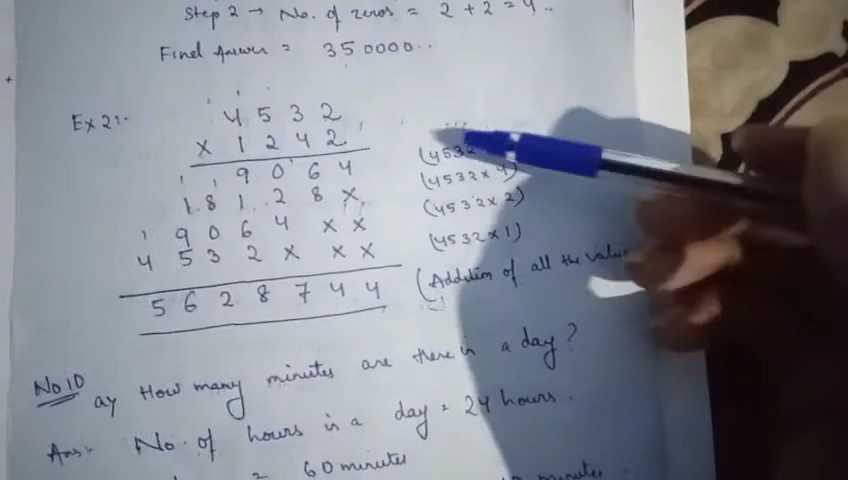 Step 2 → No. of zeros = 2 + 2 = 4..
Final Answer = 350000..
Ex 2:- 4 5 3 2
x 1 2 4 2
9 0 6 4 (4532
1 8 1 2 8 x (4532 x 4)
9 0 6 4 x x (4532 x 2)
4 5 3 2 x x x (4532 x 1)
5 6 2 8 7 4 4 (Addition of all the value
No 10
a) How many minutes are there in a day?
Ans:- No. of hours in a day = 24 hours.
= 60 minutes
minutes